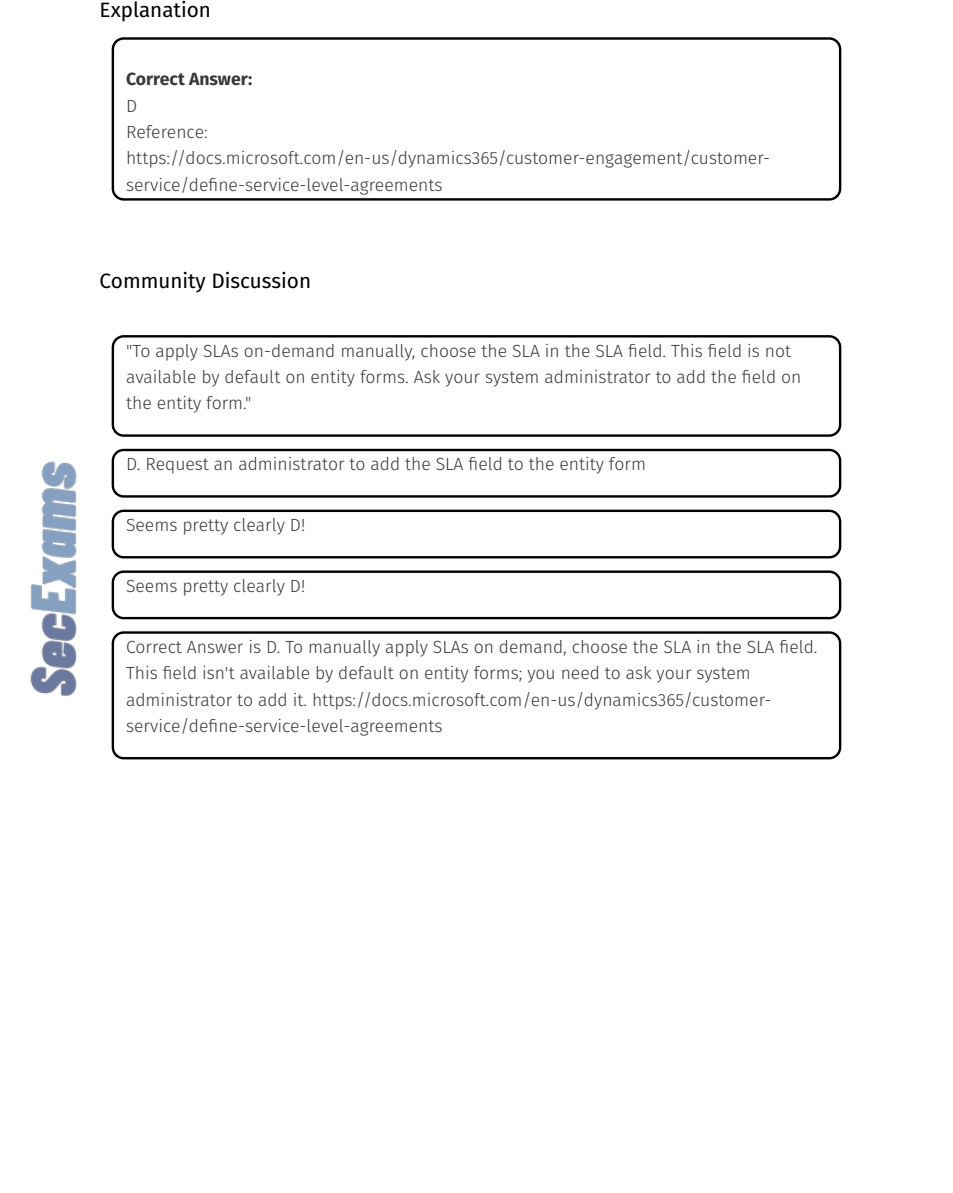 Explanation
Correct Answer:
D
Reference:
https://docs.microsoft.com/en-us/dynamics365/customer-engagement/customer-
service/define-service-level-agreements
Community Discussion
"To apply SLAs on-demand manually, choose the SLA in the SLA field. This field is not
available by default on entity forms. Ask your system administrator to add the field on
the entity form."
D. Request an administrator to add the SLA field to the entity form
Seems pretty clearly D!
Seems pretty clearly D!
Correct Answer is D. To manually apply SLAs on demand, choose the SLA in the SLA field.
This field isn't available by default on entity forms; you need to ask your system
administrator to add it. https://docs.microsoft.com/en-us/dynamics365/customer-
service/define-service-level-agreements
SecExams